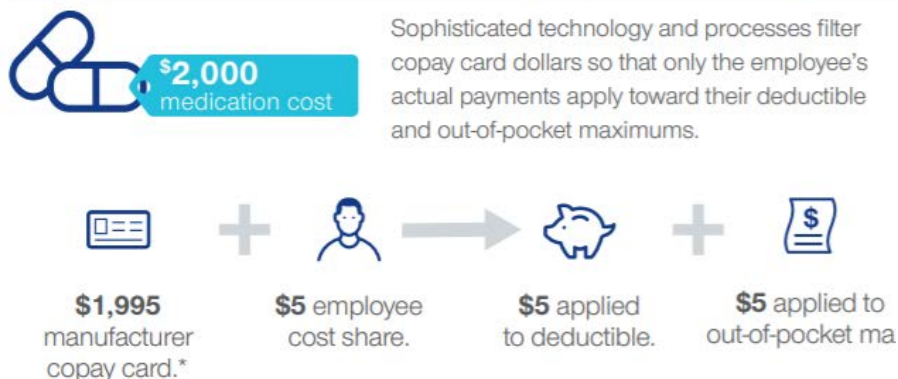 $2,000
medication cost
Sophisticated technology and processes filter
copay card dollars so that only the employee's
actual payments apply toward their deductible
and out-of-pocket maximums.
$
$1,995
manufacturer
copay card.*
$5 employee
cost share.
$5 applied
to deductible.
$5 applied to
out-of-pocket ma